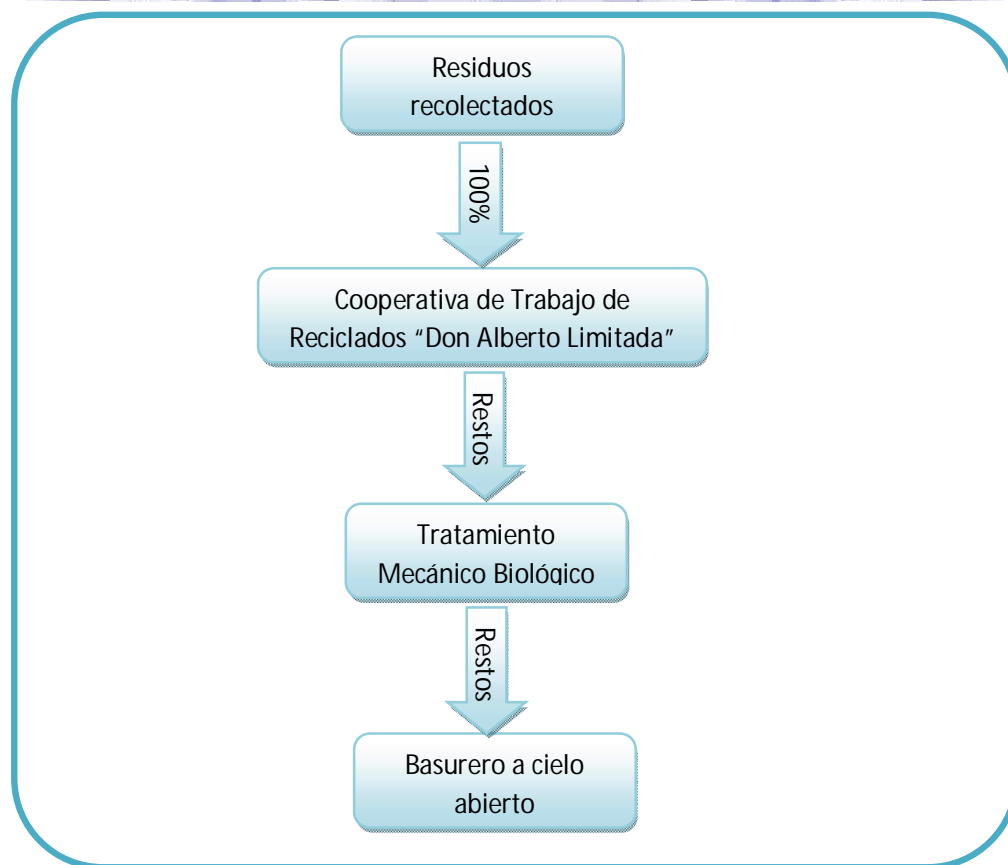 Residuos
recolectados
100%
Cooperativa de Trabajo de
Reciclados “Don Alberto Limitada”
Restos
Tratamiento
Mecánico Biológico
Restos
Basurero a cielo
abierto